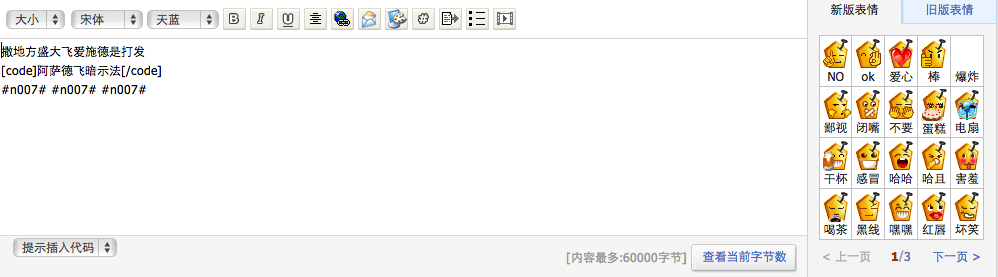 大小 宋体 天蓝 B I U #
撒地方盛大飞爱施德是打发
[code]阿萨德飞暗示法[/code]
#n007# #n007# #n007#
提示插入代码
[内容最多:60000字节] 查看当前字节数
新版表情 旧版表情
NO ok 爱心 棒 爆炸
鄙视 闭嘴 不要 蛋糕 电扇
干杯 感冒 哈哈 哈且 害羞
喝茶 黑线 嘿嘿 红唇 坏笑
< 上一页 1/3 下一页 >